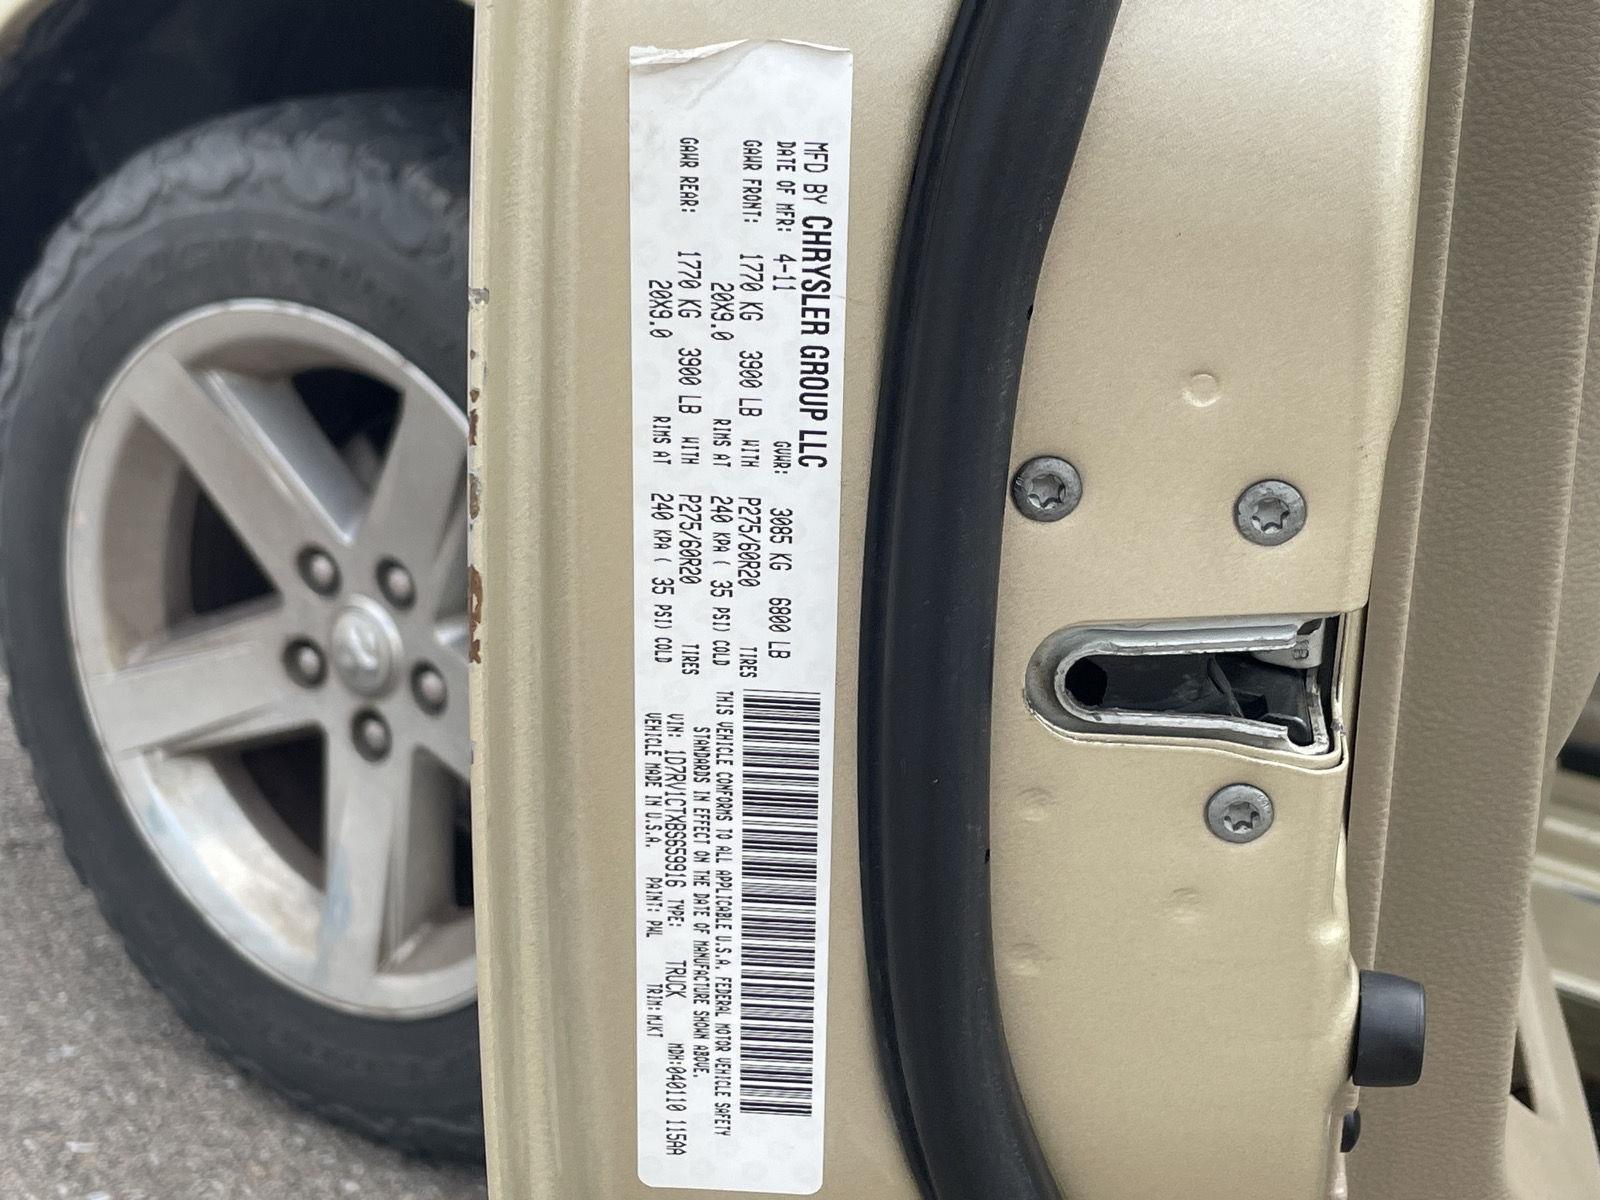 MFD BY CHRYSLER GROUP LLC
DATE OF MFR: 4-11 GVWR: 3085 KG 6800 LB
GAWR FRONT: 1770 KG 3900 LB WITH P275/60R20 TIRES
20X9.0 RIMS AT 240 KPA ( 35 PSI) COLD
GAWR REAR: 1770 KG 3900 LB WITH P275/60R20 TIRES
20X9.0 RIMS AT 240 KPA ( 35 PSI) COLD
THIS VEHICLE CONFORMS TO ALL APPLICABLE U.S.A. FEDERAL MOTOR VEHICLE SAFETY
STANDARDS IN EFFECT ON THE DATE OF MANUFACTURE SHOWN ABOVE.
VIN: 1D7RV1CTXBS659916 TYPE: TRUCK MDH:040110 115AA
VEHICLE MADE IN U.S.A. PAINT: PWL TRIM:MJKT